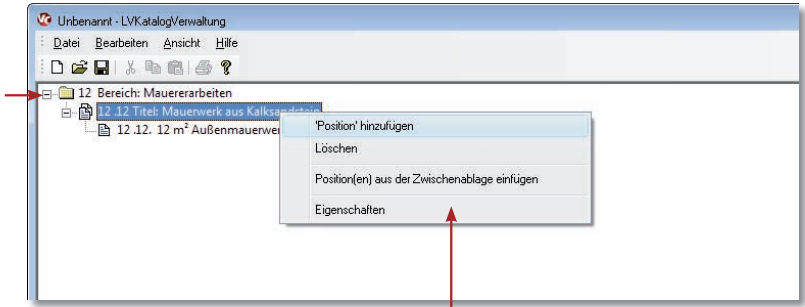 Unbenannt - LVKatalogVerwaltung
Datei Bearbeiten Ansicht Hilfe
12 Bereich: Mauererarbeiten
12 .12 Titel: Mauerwerk aus Kalksandstein
12 .12. 12 m² Außenmauerwe
'Position' hinzufügen
Löschen
Position(en) aus der Zwischenablage einfügen
Eigenschaften